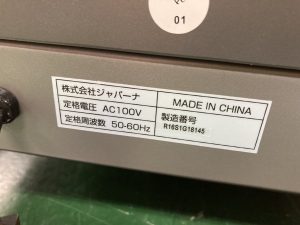 01
株式会社ジャパーナ
定格電圧 AC100V
定格周波数 50-60Hz
MADE IN CHINA
製造番号
R16S1G18145